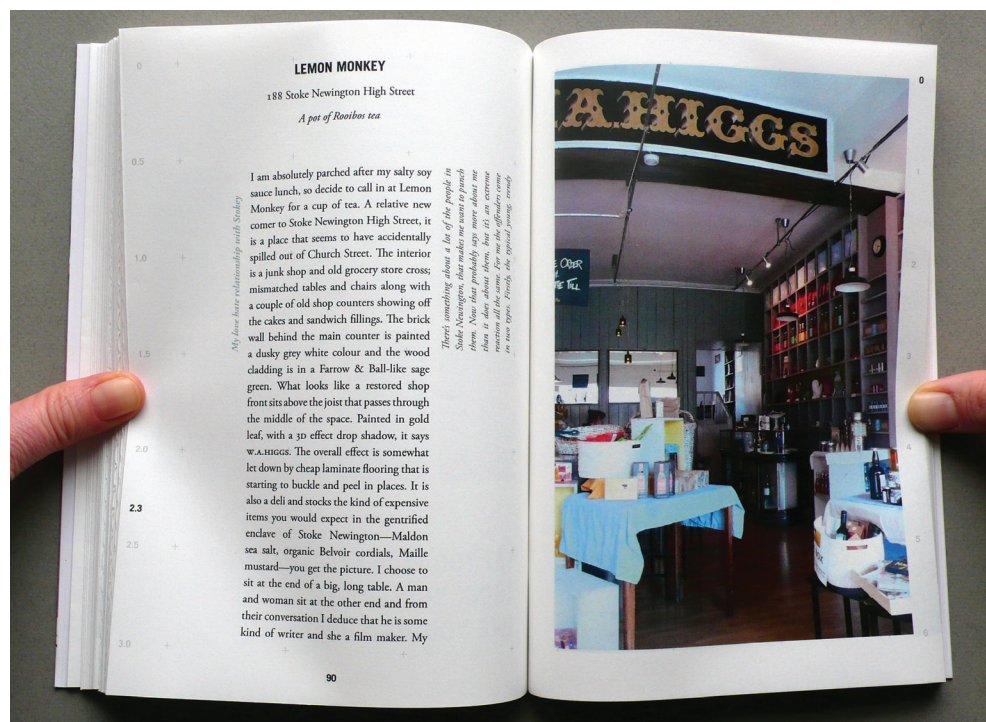 LEMON MONKEY
188 Stoke Newington High Street
A pot of Rooibos tea
I am absolutely parched after my salty soy
sauce lunch, so decide to call in at Lemon
Monkey for a cup of tea. A relative new
comer to Stoke Newington High Street, it
is a place that seems to have accidentally
spilled out of Church Street. The interior
is a junk shop and old grocery store cross;
mismatched tables and chairs along with
a couple of old shop counters showing off
the cakes and sandwich fillings. The brick
wall behind the main counter is painted
a dusky grey white colour and the wood
cladding is in a Farrow & Ball-like sage
green. What looks like a restored shop
front sits above the joist that passes through
the middle of the space. Painted in gold
leaf, with a 3D effect drop shadow, it says
W.A.HIGGS. The overall effect is somewhat
let down by cheap laminate flooring that is
starting to buckle and peel in places. It is
also a deli and stocks the kind of expensive
items you would expect in the gentrified
enclave of Stoke Newington—Maldon
sea salt, organic Belvoir cordials, Maille
mustard—you get the picture. I choose to
sit at the end of a big, long table. A man
and woman sit at the other end and from
their conversation I deduce that he is some
kind of writer and she a film maker. My
My love hate relationship with Stokey
There's something about a lot of the people in
Stoke Newington, that makes me want to punch
them. Now that probably says more about me
than it does about them, but it's an extreme
reaction all the same. For me the offenders come
in two types. Firstly, the typical young, trendy
0
0.5
1.0
1.5
2.0
2.3
2.5
3.0
90
.A.HIGGS
TILL
0
1
2
3
4
5
6